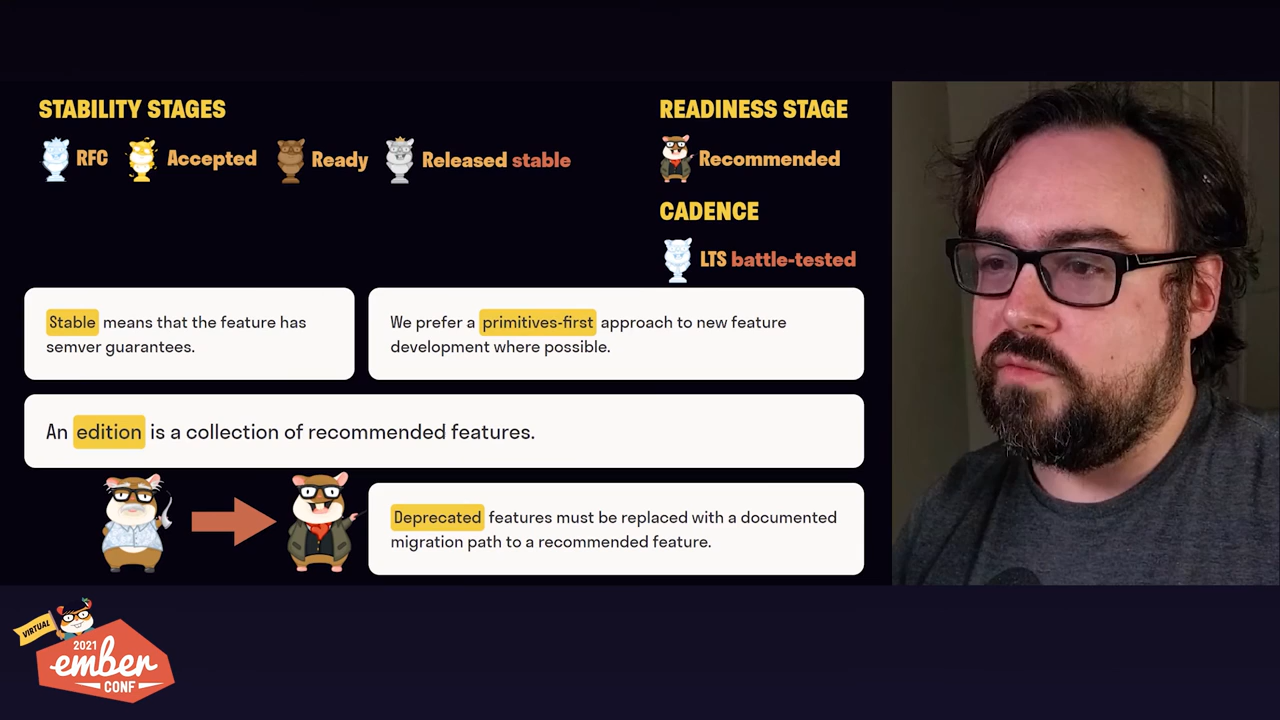 STABILITY STAGES
RFC
Accepted
Ready
Released stable
READINESS STAGE
Recommended
CADENCE
LTS battle-tested
Stable means that the feature has
semver guarantees.
We prefer a primitives-first approach to new feature
development where possible.
An edition is a collection of recommended features.
Deprecated features must be replaced with a documented
migration path to a recommended feature.
VIRTUAL
2021
ember
CONF